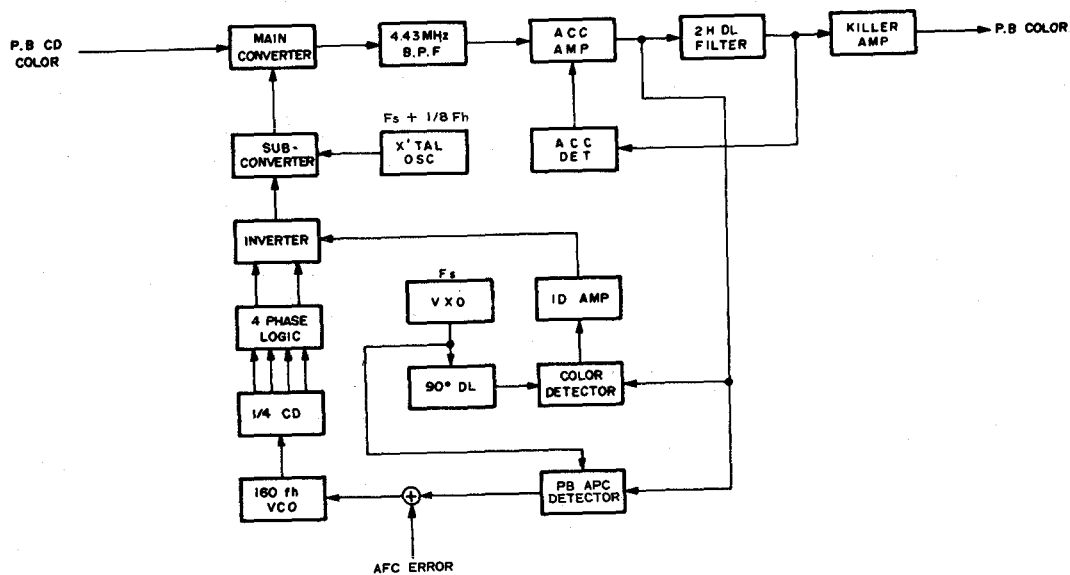 P.B CD
COLOR
MAIN
CONVERTER
4.43MHz
B.P.F
ACC
AMP
2H DL
FILTER
KILLER
AMP
P.B COLOR
Fs + 1/8 Fh
SUB-
CONVERTER
X'TAL
OSC
ACC
DET
INVERTER
Fs
VXO
ID AMP
4 PHASE
LOGIC
90° DL
COLOR
DETECTOR
1/4 CD
160 fh
VCO
+
PB APC
DETECTOR
AFC ERROR